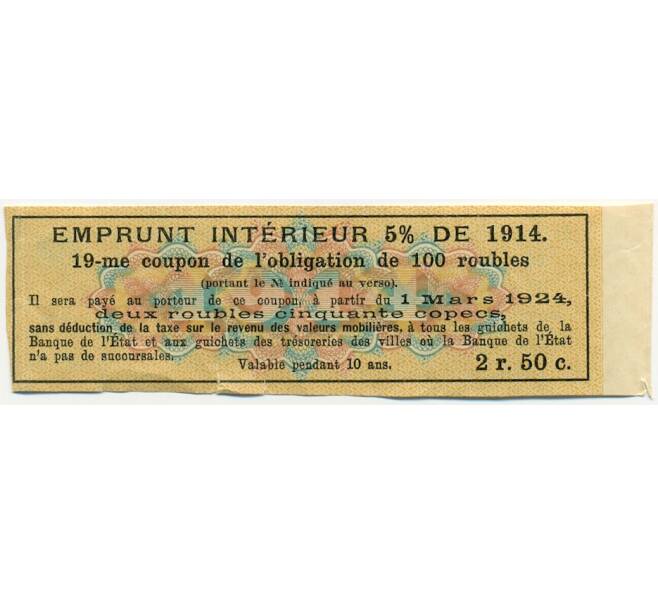 EMPRUNT INTÉRIEUR 5% DE 1914.
19-me coupon de l'obligation de 100 roubles
(portant le № indiqué au verso).
Il sera payé au porteur de ce coupon, à partir du 1 Mars 1924,
deux roubles cinquante copecs,
sans déduction de la taxe sur le revenu des valeurs mobilières, à tous les guichets de la
Banque de l'État et aux guichets des trésoreries des villes où la Banque de l'État
n'a pas de succursales.
Valable pendant 10 ans.
2 r. 50 c.